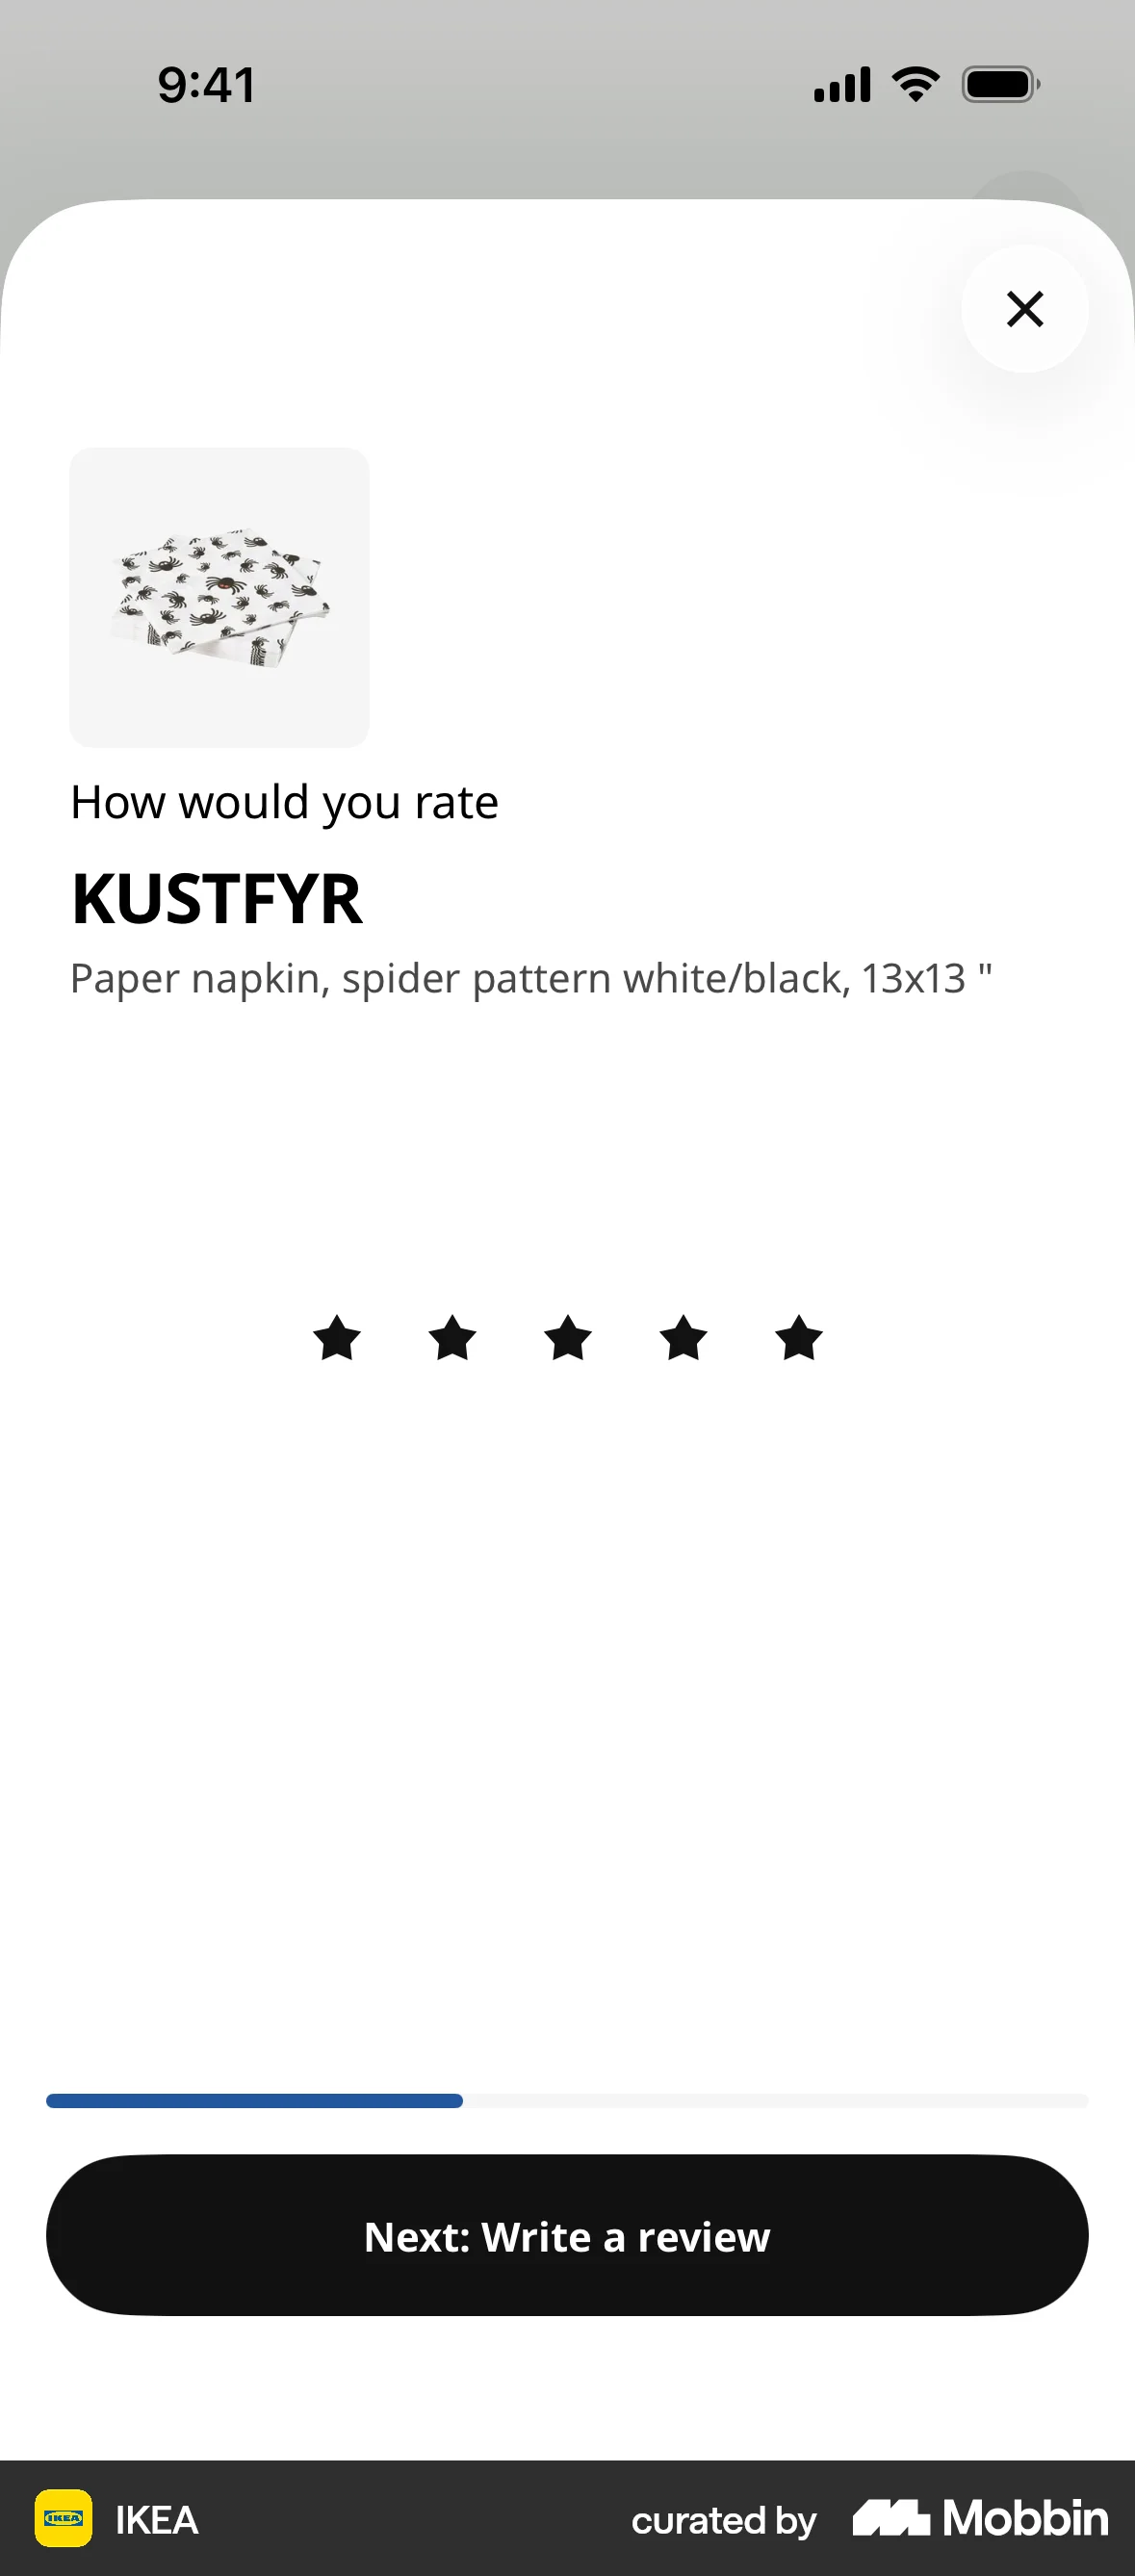 9:41
How would you rate
KUSTFYR
Paper napkin, spider pattern white/black, 13x13 "
Next: Write a review
IKEA
IKEA
curated by Mobbin